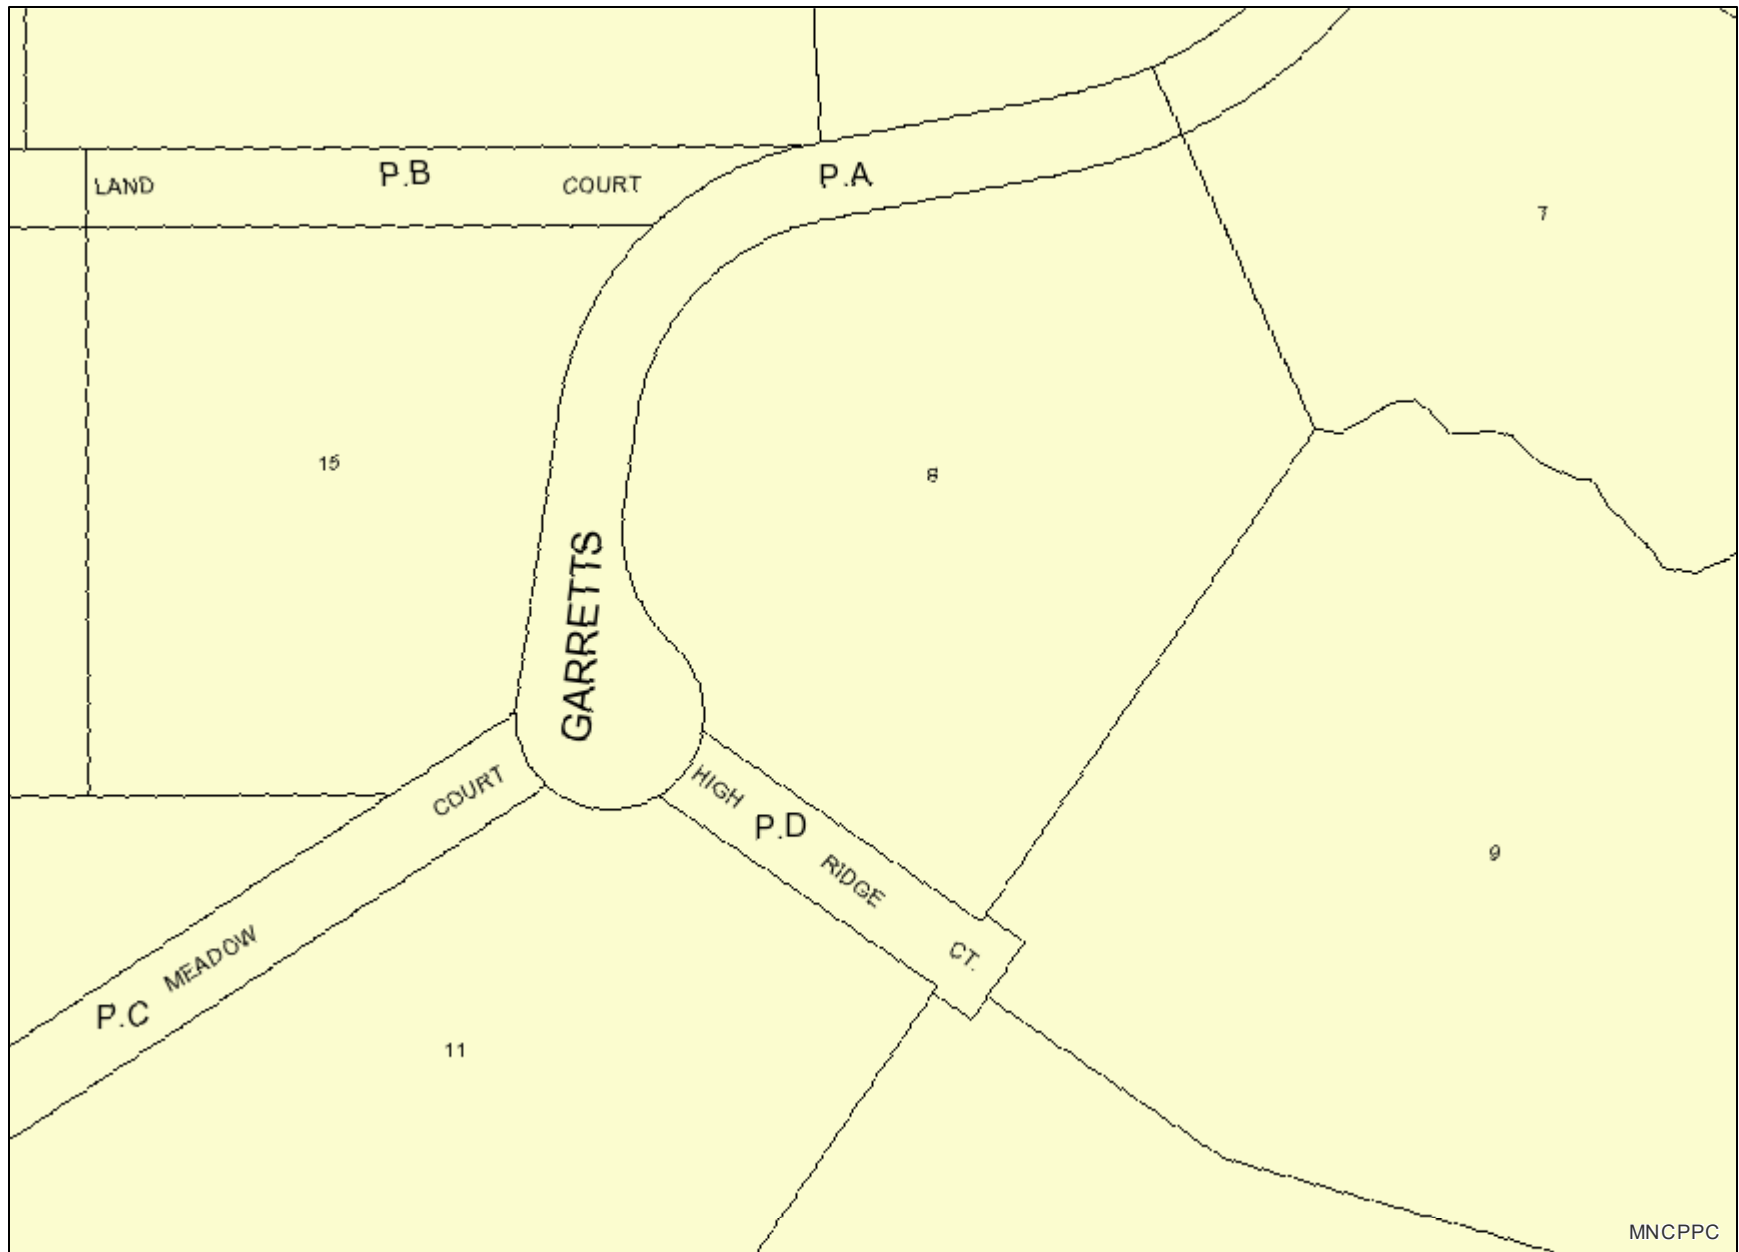 P.B
P.A
LAND
COURT
7
15
8
GARRETTS
COURT
HIGH
P.D
RIDGE
9
MEADOW
CT.
P.C
11
MNCPPC